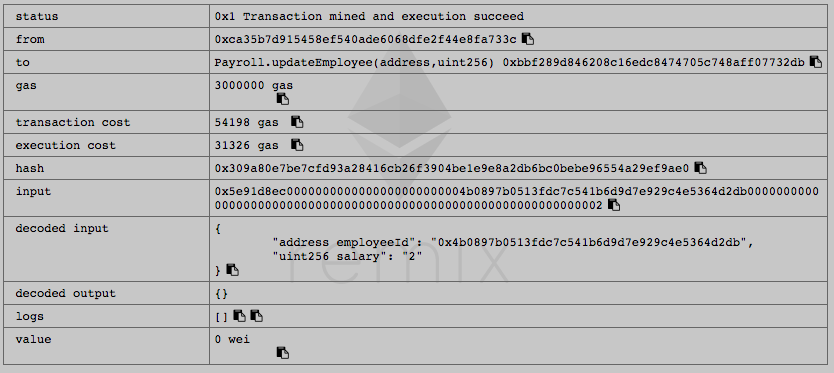 status 0x1 Transaction mined and execution succeed
from 0xca35b7d915458ef540ade6068dfe2f44e8fa733c
to Payroll.updateEmployee(address,uint256) 0xbbf289d846208c16edc8474705c748aff07732db
gas 3000000 gas
transaction cost 54198 gas
execution cost 31326 gas
hash 0x309a80e7be7cfd93a28416cb26f3904be1e9e8a2db6bc0bebe96554a29ef9ae0
input 0x5e91d8ec0000000000000000000000004b0897b0513fdc7c541b6d9d7e929c4e5364d2db00000000000
000000000000000000000000000000000000000000000000000002
decoded input {
"address employeeId": "0x4b0897b0513fdc7c541b6d9d7e929c4e5364d2db",
"uint256 salary": "2"
}
remix
decoded output {}
logs []
value 0 wei